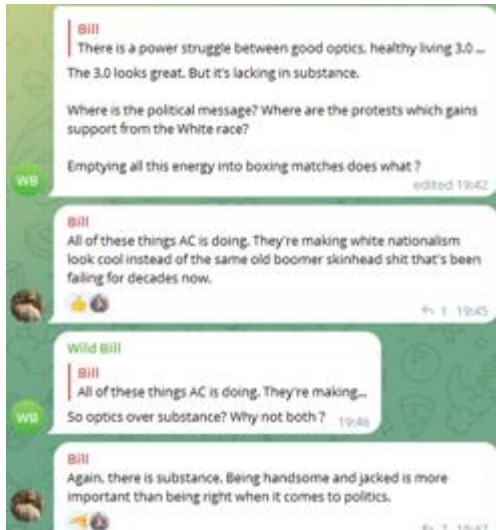 Bill
There is a power struggle between good optics, healthy living 3.0 ...
The 3.0 looks great. But it's lacking in substance.
Where is the political message? Where are the protests which gains
support from the White race?
Emptying all this energy into boxing matches does what ?
WB
edited 19:42
Bill
All of these things AC is doing. They're making white nationalism
look cool instead of the same old boomer skinhead shit that's been
failing for decades now.
1 19:45
Wild Bill
Bill
All of these things AC is doing. They're making...
So optics over substance? Why not both ? 19:46
WB
Bill
Again, there is substance. Being handsome and jacked is more
important than being right when it comes to politics.